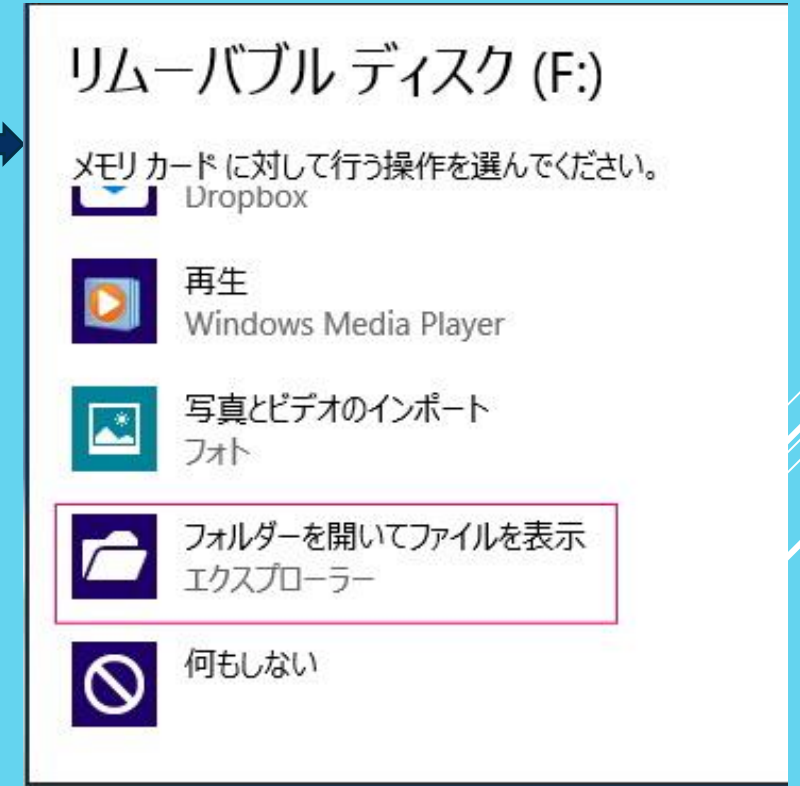 リムーバブル ディスク (F:)
メモリ カード に対して行う操作を選んでください。
Dropbox
再生
Windows Media Player
写真とビデオのインポート
フォト
フォルダーを開いてファイルを表示
エクスプローラー
何もしない